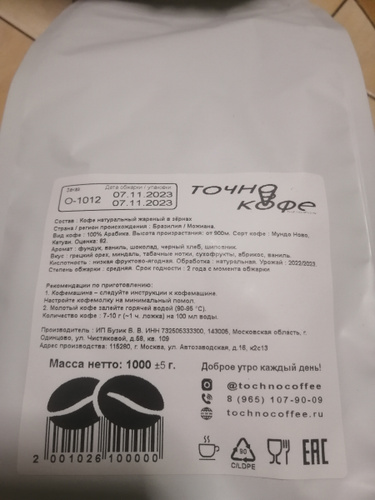 Заказ
О-1012
Дата обжарки / упаковки
07.11.2023
07.11.2023
ТОЧНО
КОФЕ
Состав : Кофе натуральный жареный в зёрнах
Страна / регион происхождения : Бразилия / Можиана.
Вид кофе : 100% Арабика. Высота произрастания: от 900м. Сорт кофе : Мундо Ново,
Катуаи. Оценка: 82.
Аромат : фундук, ваниль, шоколад, черный хлеб, шиповник.
Вкус : грецкий орех, миндаль, табачные нотки, сухофрукты, абрикос, ваниль.
Кислотность : низкая фруктово-ягодная. Обработка : натуральная. Урожай : 2022/2023.
Степень обжарки : средняя. Срок годности : 2 года с момента обжарки
Рекомендации по приготовлению:
1. Кофемашина – следуйте инструкции к кофемашине.
Настройте кофемолку на минимальный помол.
2. Молотый кофе залейте горячей водой (90-95 °С).
Количество кофе : 7-10 г (~1 ч. ложка) на 100 мл воды.
Производитель : ИП Бузик В. В. ИНН 732506333300, 143005, Московская область, г.
Одинцово, ул. Чистяковой, д.58, кв. 109
Адрес производства: 115280, г. Москва, ул. Автозаводская, д.16, к2с13
Масса нетто: 1000 ±5 г.
Доброе утро каждый день!
@tochnocoffee
8 (965) 107-90-09
tochnocoffee.ru
2 001026 100000
90
C/LDPE
EAC